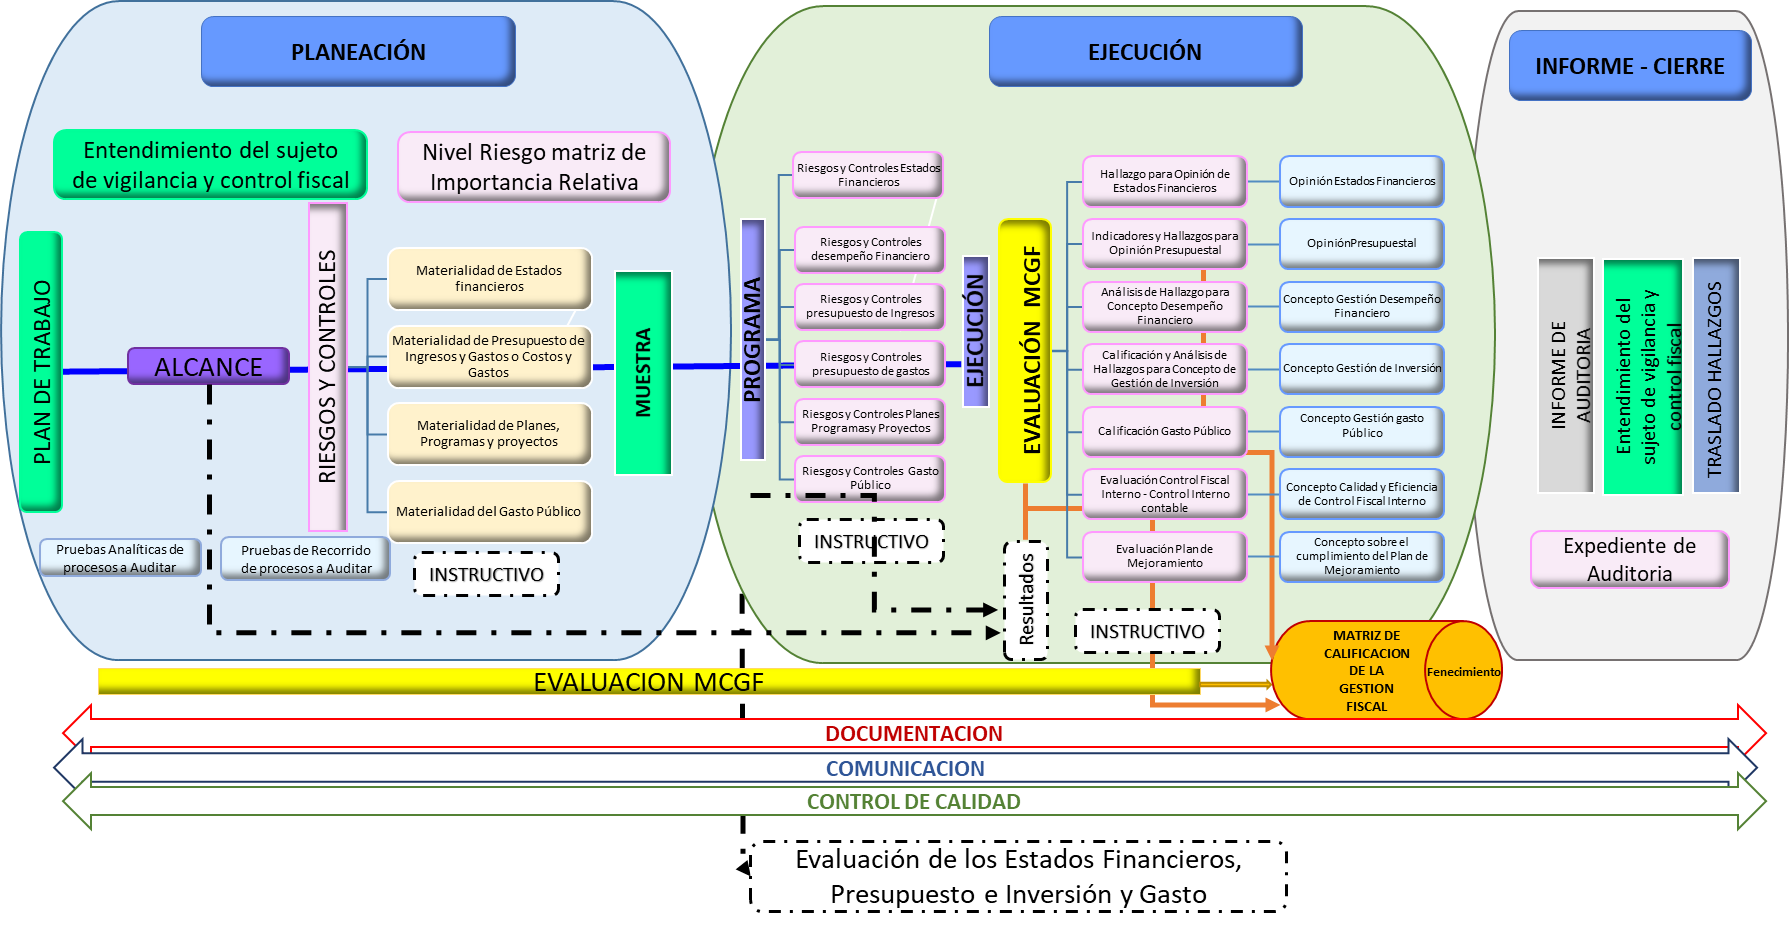 PLANEACIÓN
Entendimiento del sujeto
de vigilancia y control fiscal
Nivel Riesgo matriz de
Importancia Relativa
PLAN DE TRABAJO
ALCANCE
RIESGOS Y CONTROLES
Materialidad de Estados
financieros
Materialidad de Presupuesto de
Ingresos y Gastos o Costos y
Gastos
Materialidad de Planes,
Programas y proyectos
Materialidad del Gasto Público
MUESTRA
Pruebas Analíticas de
procesos a Auditar
Pruebas de Recorrido
de procesos a Auditar
INSTRUCTIVO
EJECUCIÓN
PROGRAMA
Riesgos y Controles Estados
Financieros
Riesgos y Controles
desempeño Financiero
Riesgos y Controles
presupuesto de Ingresos
Riesgos y Controles
presupuesto de gastos
Riesgos y Controles Planes
Programas y Proyectos
Riesgos y Controles Gasto
Público
INSTRUCTIVO
EJECUCIÓN
EVALUACIÓN MCGF
Resultados
Hallazgo para Opinión de
Estados Financieros
Opinión Estados Financieros
Indicadores y Hallazgos para
Opinión Presupuestal
OpiniónPresupuestal
Análisis de Hallazgo para
Concepto Desempeño
Financiero
Concepto Gestión Desempeño
Financiero
Calificación y Análisis de
Hallazgos para Concepto de
Gestión de Inversión
Concepto Gestión de Inversión
Calificación Gasto Público
Concepto Gestión gasto
Público
Evaluación Control Fiscal
Interno - Control Interno
contable
Concepto Calidad y Eficiencia
de Control Fiscal Interno
Evaluación Plan de
Mejoramiento
Concepto sobre el
cumplimiento del Plan de
Mejoramiento
INSTRUCTIVO
INFORME - CIERRE
INFORME DE
AUDITORIA
Entendimiento del
sujeto de vigilancia y
control fiscal
TRASLADO HALLAZGOS
Expediente de
Auditoria
EVALUACION MCGF
MATRIZ DE
CALIFICACION
DE LA
GESTION
FISCAL
Fenecimiento
DOCUMENTACION
COMUNICACION
CONTROL DE CALIDAD
Evaluación de los Estados Financieros,
Presupuesto e Inversión y Gasto